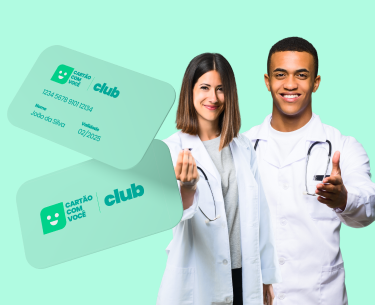 CARTÃO
COM
VOCÊ
club
1234 5678 9101 1234
Nome
Validade
João da Silva
02/2025
CARTÃO
COM
VOCÊ
club